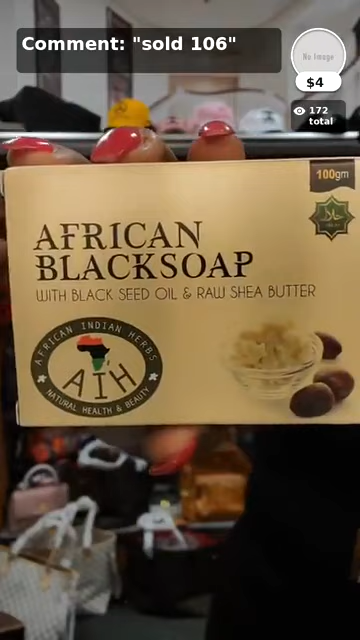 Comment: "sold 106"
No Image
$4
172
total
100gm
حلال
AFRICAN
BLACKSOAP
WITH BLACK SEED OIL & RAW SHEA BUTTER
AFRICAN INDIAN HERBS
AIH
NATURAL HEALTH & BEAUTY